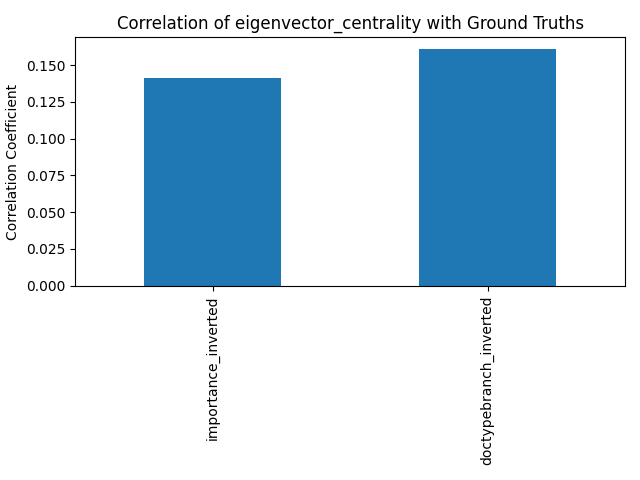 Correlation of eigenvector_centrality with Ground Truths
Correlation Coefficient
0.150
0.125
0.100
0.075
0.050
0.025
0.000
importance_inverted
doctypebranch_inverted